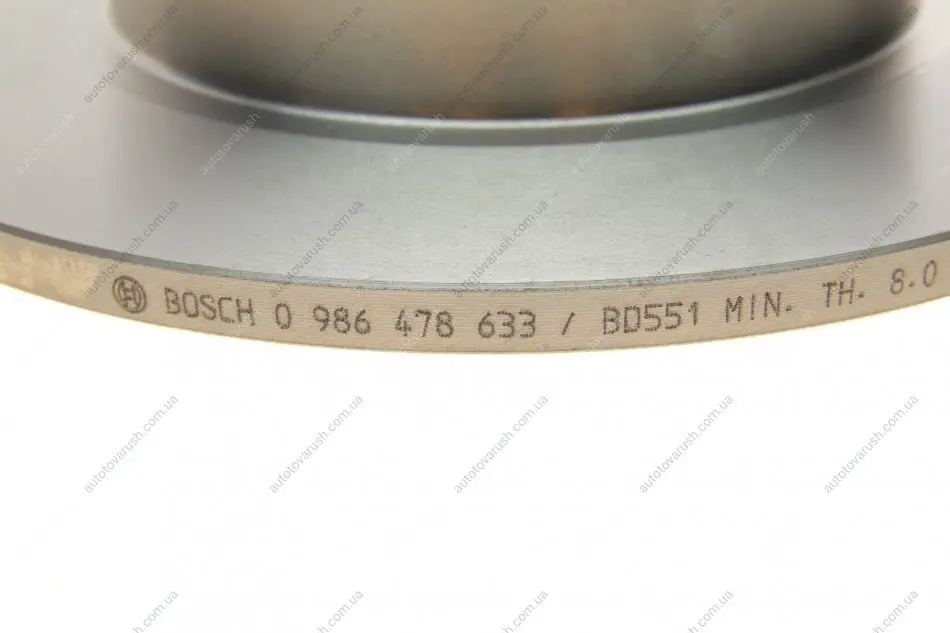 BOSCH 0 986 478 633 / BD551 MIN. TH. 8.0
autotovarush.com.ua